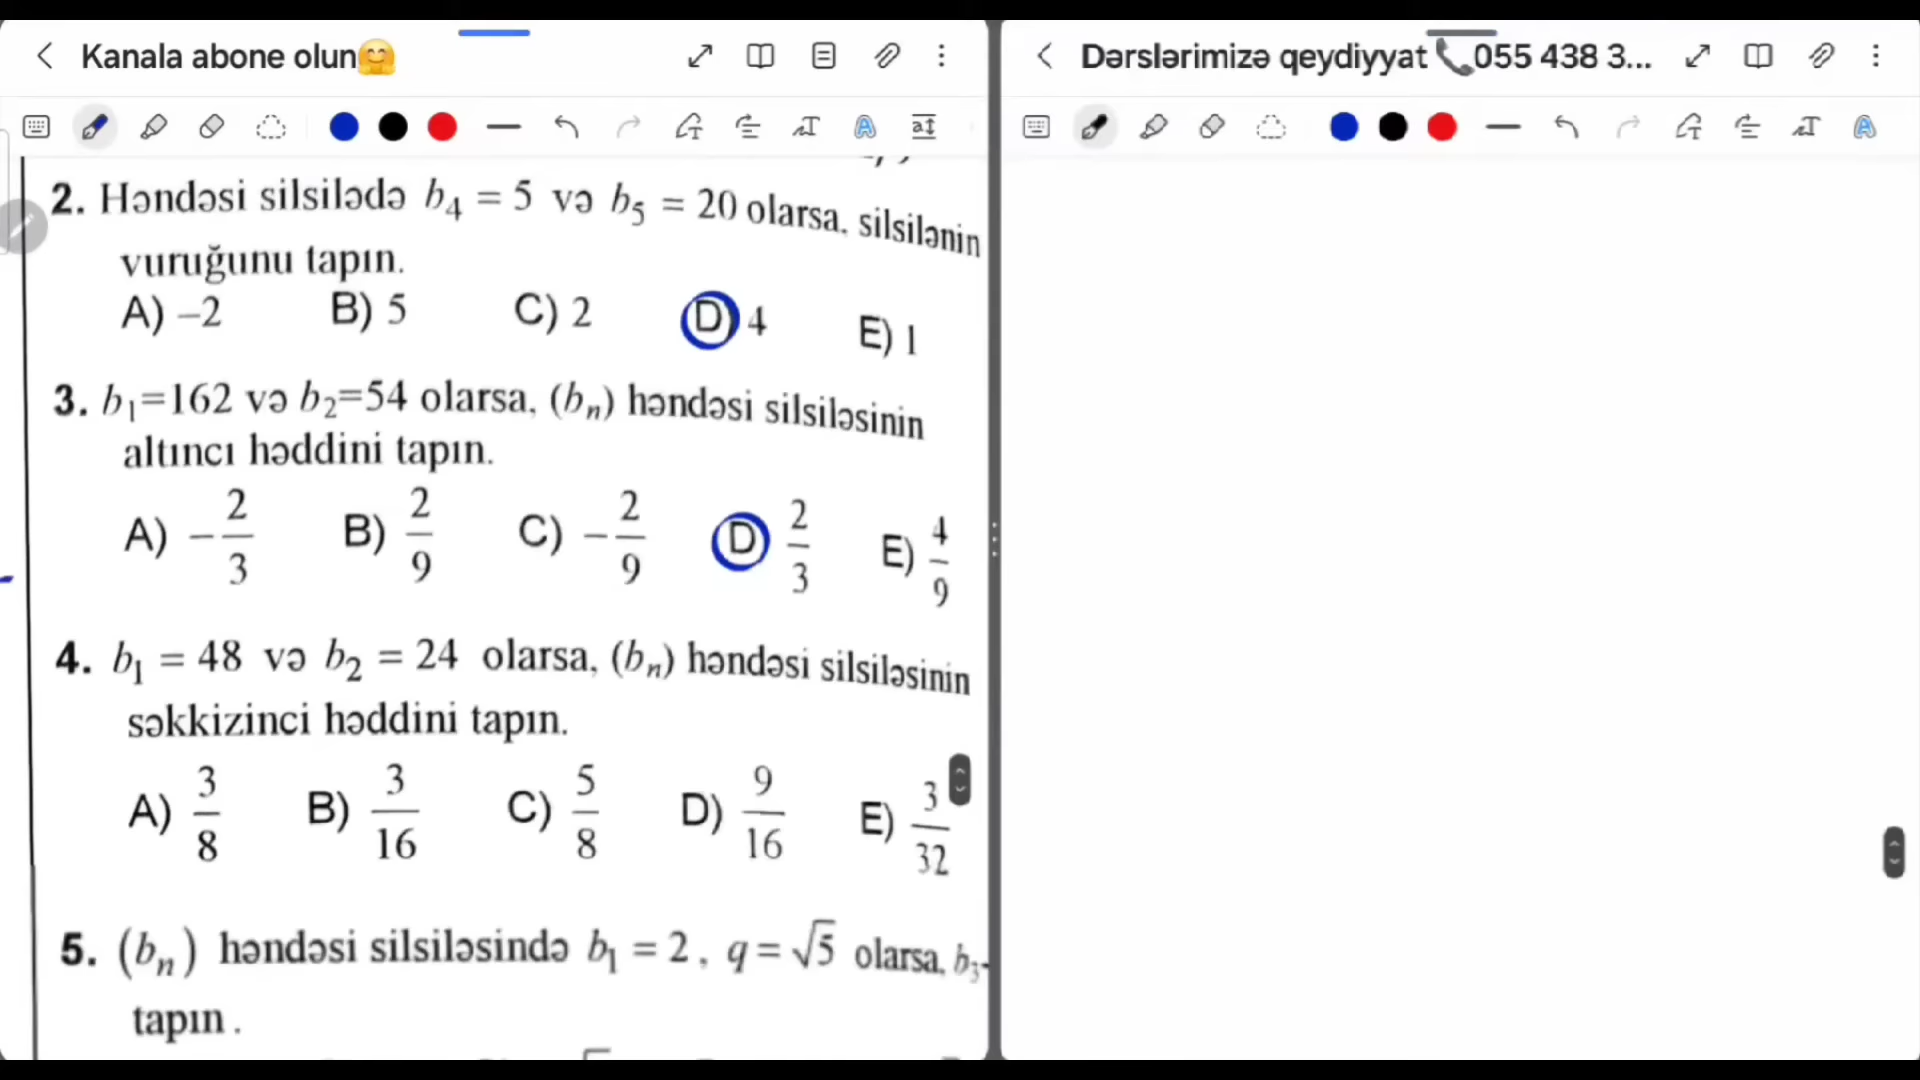 Kanala abone olun🤗
Dərslərimizə qeydiyyat 📞055 438 3...
2. Həndəsi silsilədə b₄ = 5 və b₅ = 20 olarsa, silsilənin
vuruğunu tapın.
A) –2 B) 5 C) 2 D) 4 E) 1
3. b₁=162 və b₂=54 olarsa, (bₙ) həndəsi silsiləsinin
altıncı həddini tapın.
A) –2/3 B) 2/9 C) –2/9 D) 2/3 E) 4/9
4. b₁ = 48 və b₂ = 24 olarsa, (bₙ) həndəsi silsiləsinin
səkkizinci həddini tapın.
A) 3/8 B) 3/16 C) 5/8 D) 9/16 E) 3/32
5. (bₙ) həndəsi silsiləsində b₁ = 2, q = √5 olarsa, b₃-
tapın.